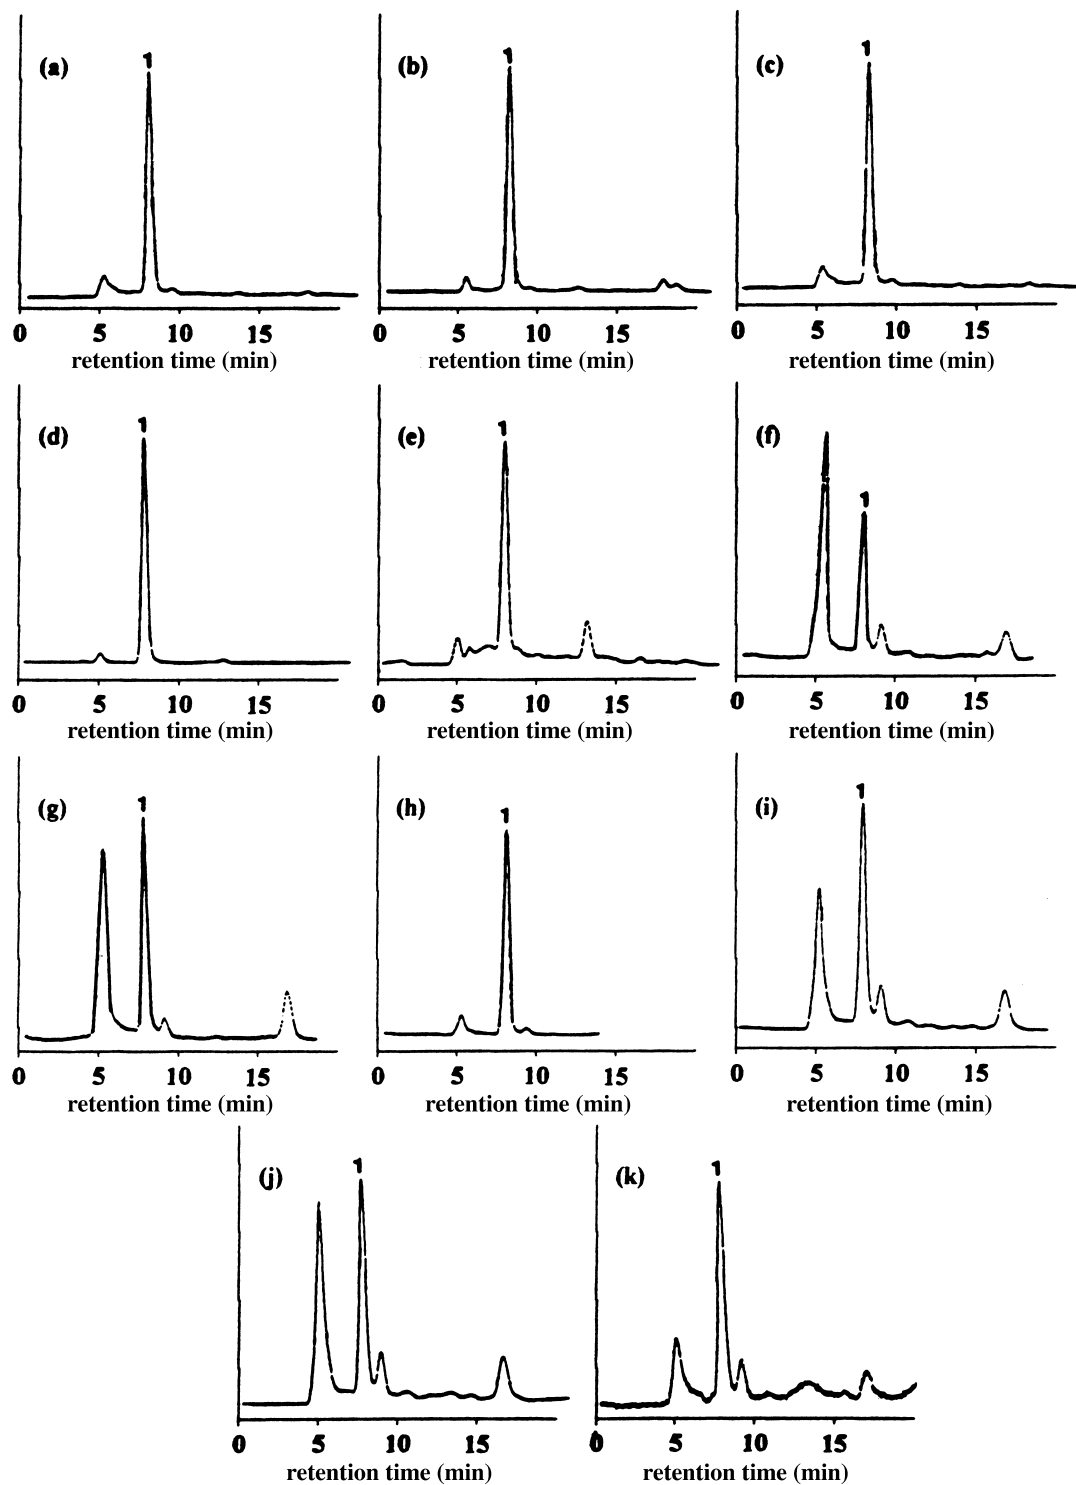 (a) 1 (b) 1 (c) 1
0 5 10 15 0 5 10 15 0 5 10 15
retention time (min) retention time (min) retention time (min)
(d) 1 (e) 1 (f) 1
0 5 10 15 0 5 10 15 0 5 10 15
retention time (min) retention time (min) retention time (min)
(g) 1 (h) 1 (i) 1
0 5 10 15 0 5 10 15 0 5 10 15
retention time (min) retention time (min) retention time (min)
(j) 1 (k) 1
0 5 10 15 0 5 10 15
retention time (min) retention time (min)